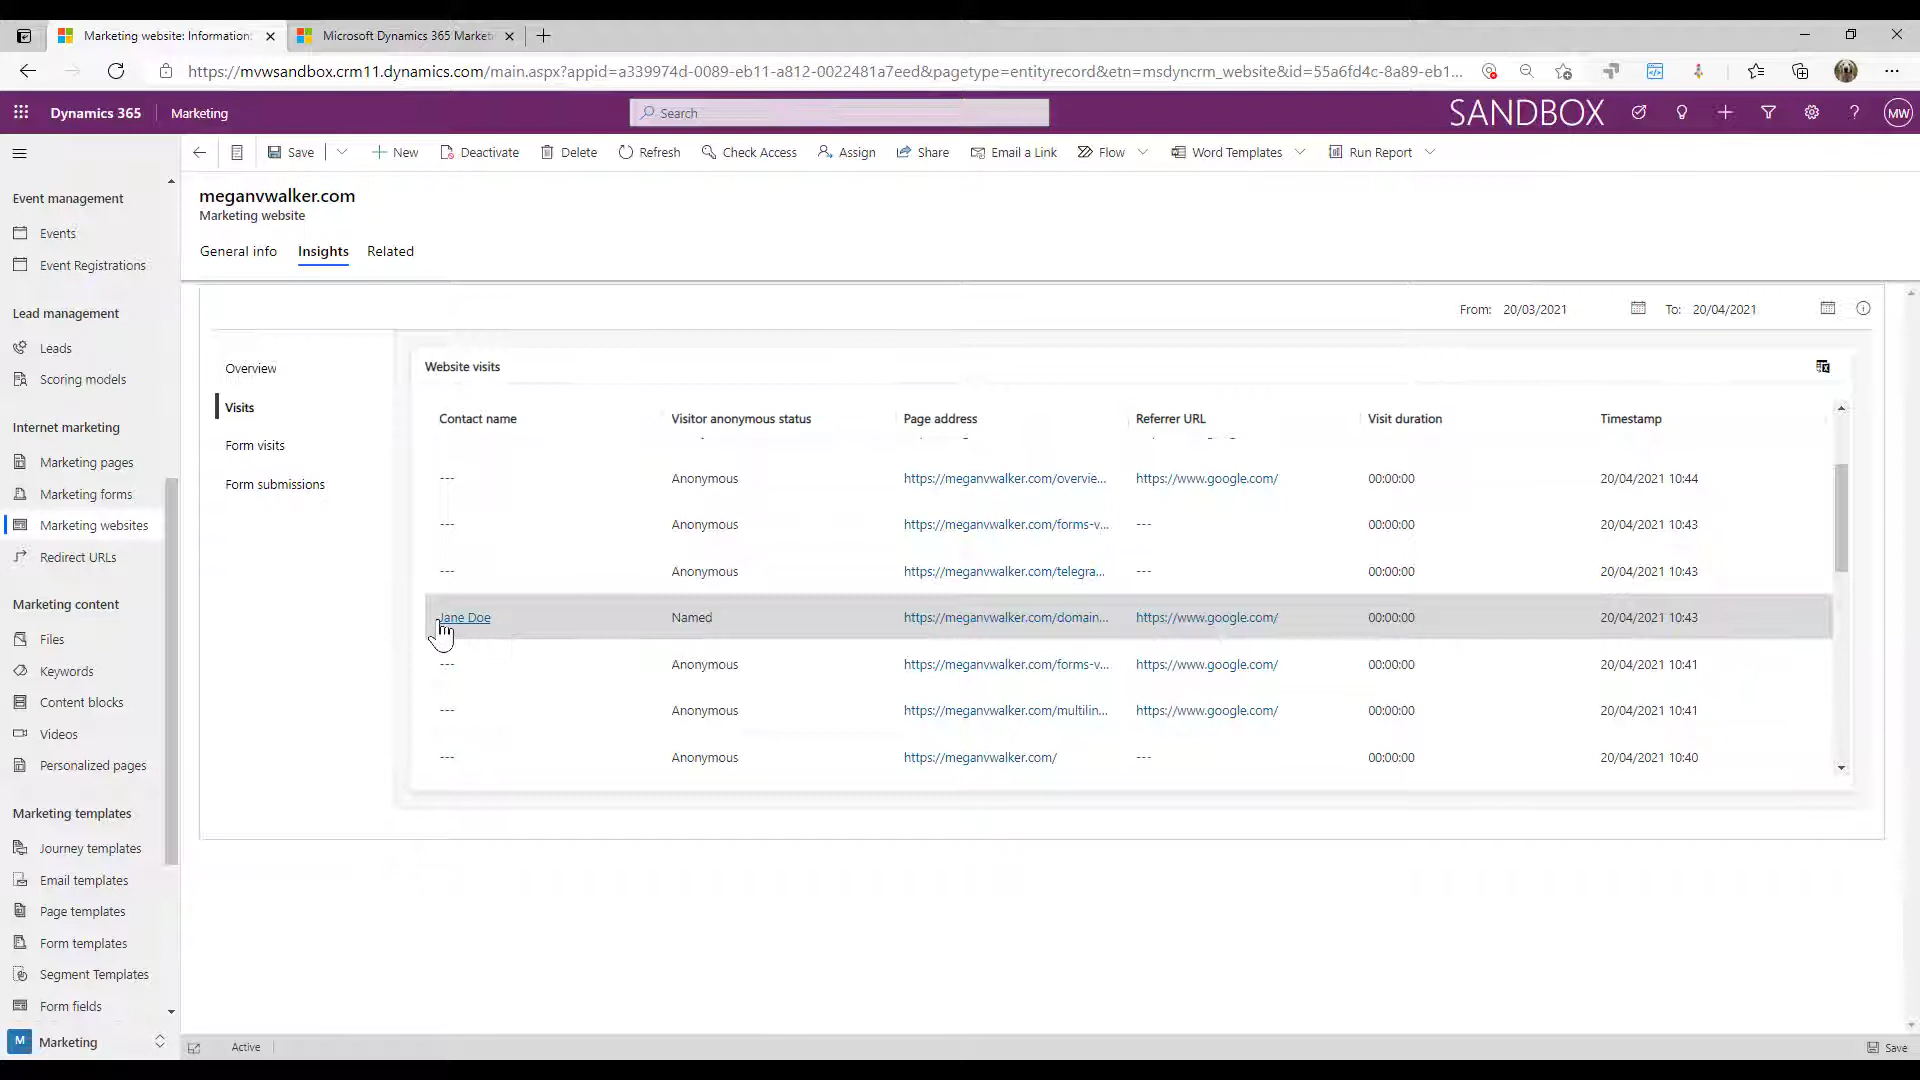 Marketing website: Information:
Microsoft Dynamics 365 Market
https://mvwsandbox.crm11.dynamics.com/main.aspx?appid=a339974d-0089-eb11-a812-0022481a7eed&pagetype=entityrecord&etn=msdyncrm_website&id=55a6fd4c-8a89-eb1...
Dynamics 365
Marketing
Search
SANDBOX
MW
Save
New
Deactivate
Delete
Refresh
Check Access
Assign
Share
Email a Link
Flow
Word Templates
Run Report
meganvwalker.com
Marketing website
General info
Insights
Related
Event management
Events
Event Registrations
Lead management
Leads
Scoring models
Internet marketing
Marketing pages
Marketing forms
Marketing websites
Redirect URLs
Marketing content
Files
Keywords
Content blocks
Videos
Personalized pages
Marketing templates
Journey templates
Email templates
Page templates
Form templates
Segment Templates
Form fields
M Marketing
From: 20/03/2021
To: 20/04/2021
Overview
Visits
Form visits
Form submissions
Website visits
Contact name Visitor anonymous status Page address Referrer URL Visit duration Timestamp
--- Anonymous https://meganvwalker.com/overvie... https://www.google.com/ 00:00:00 20/04/2021 10:44
--- Anonymous https://meganvwalker.com/forms-v... --- 00:00:00 20/04/2021 10:43
--- Anonymous https://meganvwalker.com/telegra... --- 00:00:00 20/04/2021 10:43
Jane Doe Named https://meganvwalker.com/domain... https://www.google.com/ 00:00:00 20/04/2021 10:43
--- Anonymous https://meganvwalker.com/forms-v... https://www.google.com/ 00:00:00 20/04/2021 10:41
--- Anonymous https://meganvwalker.com/multilin... https://www.google.com/ 00:00:00 20/04/2021 10:41
--- Anonymous https://meganvwalker.com/ --- 00:00:00 20/04/2021 10:40
Active
Save